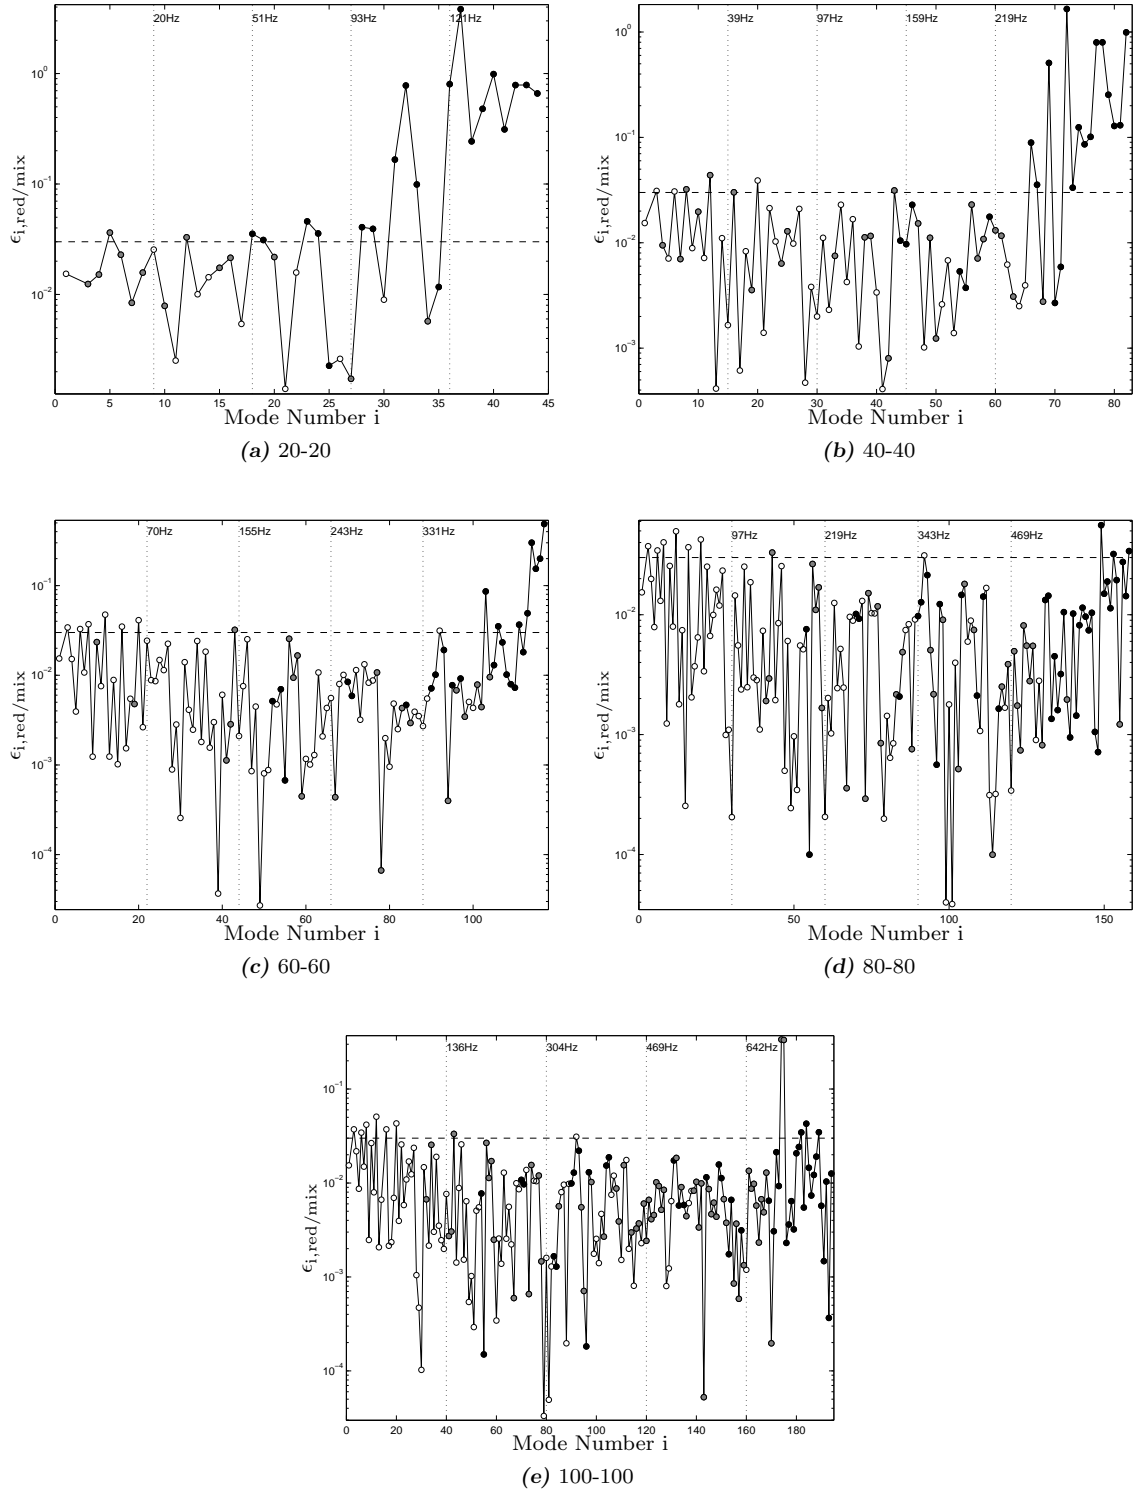 20Hz 51Hz 93Hz 121Hz
10^0
10^-1
10^-2
ϵ_i,red/mix
0 5 10 15 20 25 30 35 40 45
Mode Number i
(a) 20-20
39Hz 97Hz 159Hz 219Hz
10^0
10^-1
10^-2
10^-3
ϵ_i,red/mix
0 10 20 30 40 50 60 70 80
Mode Number i
(b) 40-40
70Hz 155Hz 243Hz 331Hz
10^-1
10^-2
10^-3
10^-4
ϵ_i,red/mix
0 20 40 60 80 100
Mode Number i
(c) 60-60
97Hz 219Hz 343Hz 469Hz
10^-2
10^-3
10^-4
ϵ_i,red/mix
0 50 100 150
Mode Number i
(d) 80-80
136Hz 304Hz 469Hz 642Hz
10^-1
10^-2
10^-3
10^-4
ϵ_i,red/mix
0 20 40 60 80 100 120 140 160 180
Mode Number i
(e) 100-100